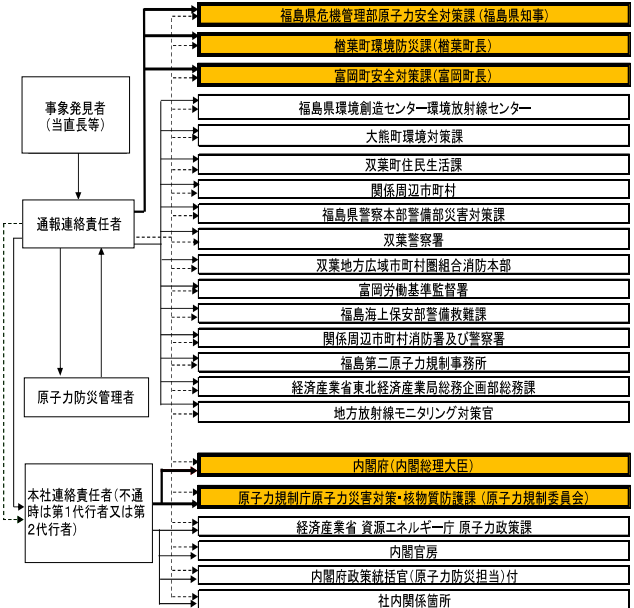 福島県危機管理部原子力安全対策課(福島県知事)
楢葉町環境防災課(楢葉町長)
富岡町安全対策課(富岡町長)
事象発見者
(当直長等)
福島県環境創造センター環境放射線センター
大熊町環境対策課
双葉町住民生活課
関係周辺市町村
通報連絡責任者
福島県警察本部警備部災害対策課
双葉警察署
双葉地方広域市町村圏組合消防本部
富岡労働基準監督署
福島海上保安部警備救難課
関係周辺市町村消防署及び警察署
福島第二原子力規制事務所
原子力防災管理者
経済産業省東北経済産業局総務企画部総務課
地方放射線モニタリング対策官
内閣府(内閣総理大臣)
本社連絡責任者(不通
時は第1代行者又は第
2代行者)
原子力規制庁原子力災害対策・核物質防護課(原子力規制委員会)
経済産業省 資源エネルギー庁 原子力政策課
内閣官房
内閣府政策統括官(原子力防災担当)付
社内関係箇所